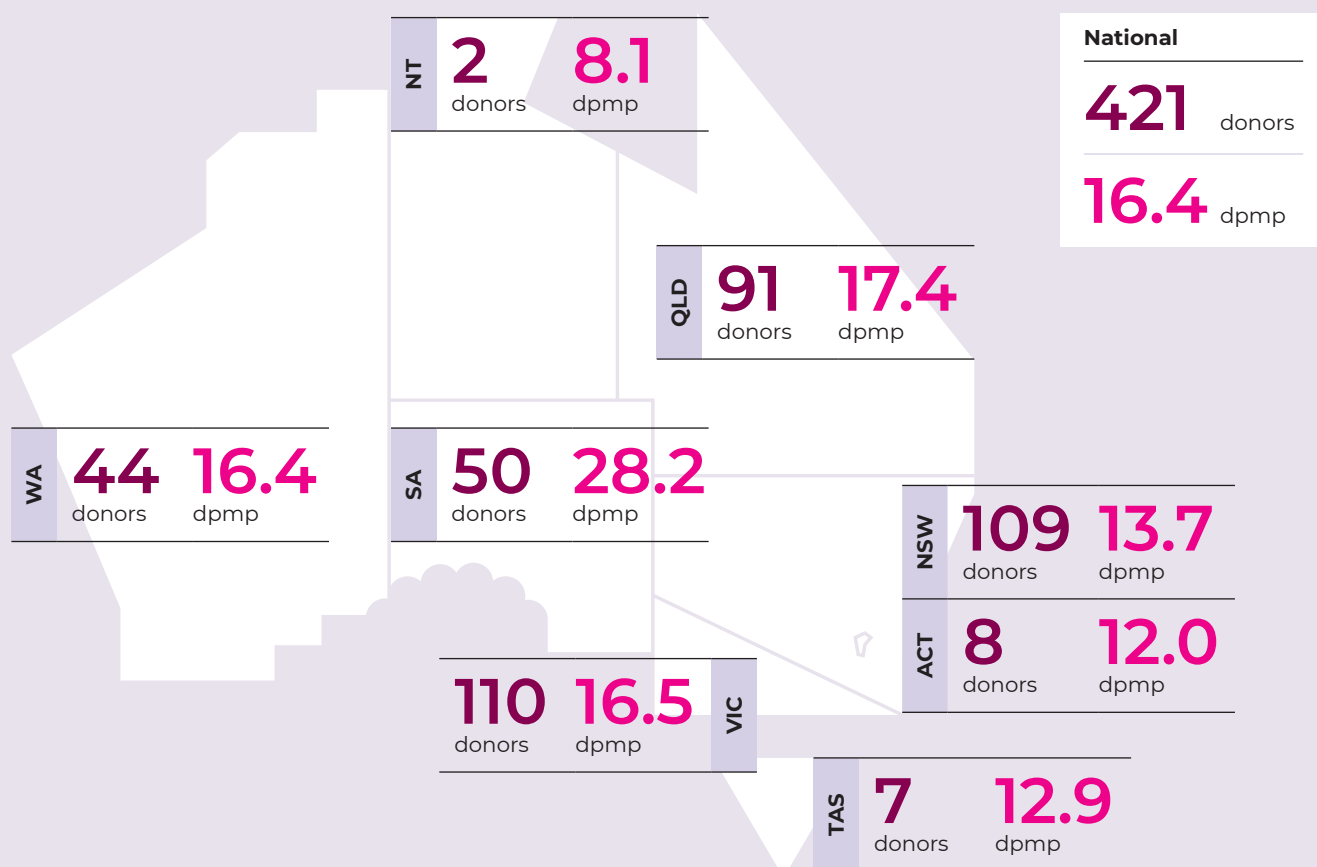 NT
2 8.1
donors dpmp
National
421 donors
16.4 dpmp
QLD
91 17.4
donors dpmp
WA
44 16.4
donors dpmp
SA
50 28.2
donors dpmp
NSW
109 13.7
donors dpmp
ACT
8 12.0
donors dpmp
110 16.5
donors dpmp
VIC
TAS
7 12.9
donors dpmp